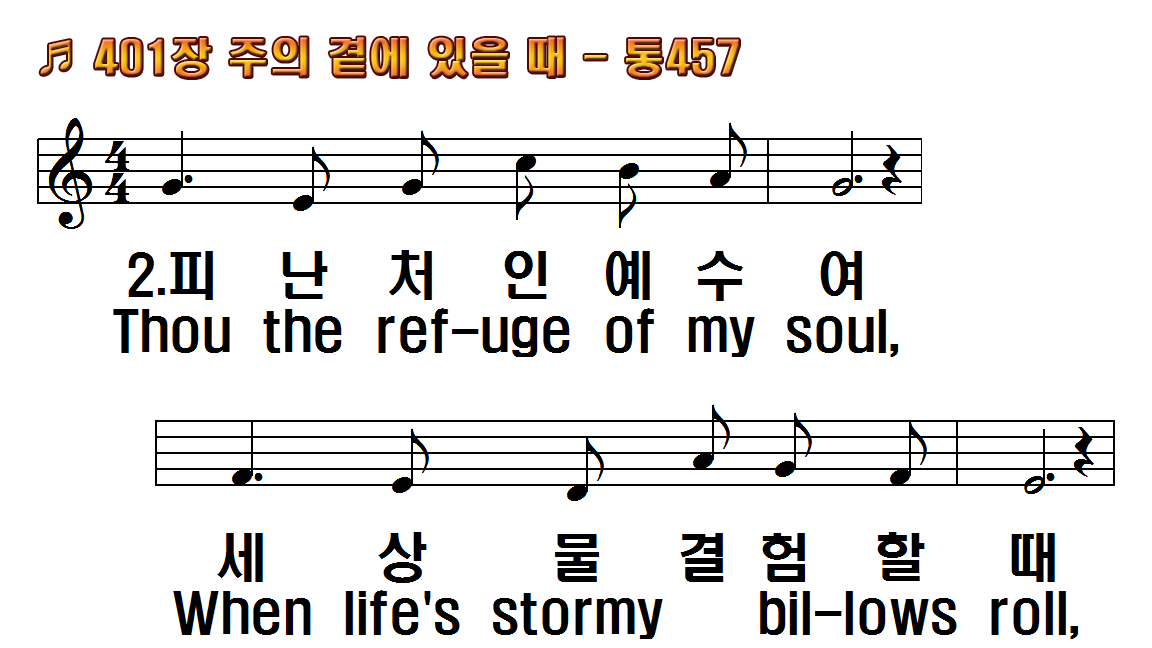 ♬ 401장 주의 곁에 있을 때 - 통457
2.피 난 처 인 예 수 여
Thou the ref-uge of my soul,
세 상 물 결 험 할 때
When life's stormy bil-lows roll,